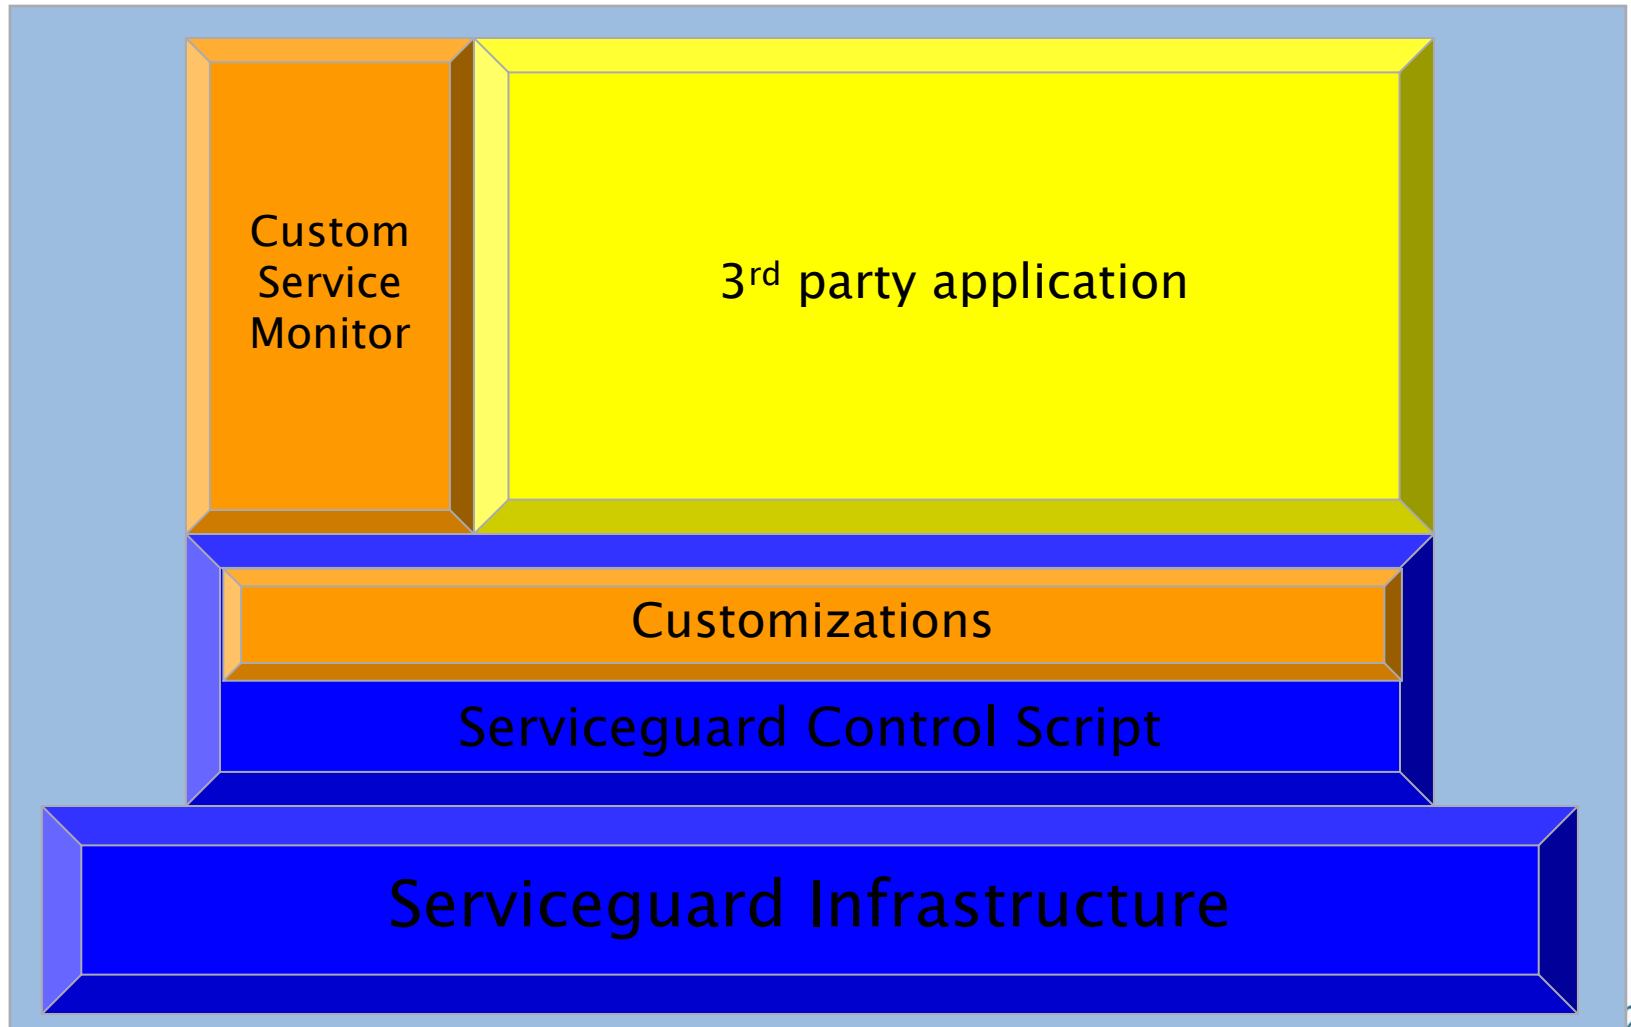 Custom
Service
Monitor
3rd party application
Customizations
Serviceguard Control Script
Serviceguard Infrastructure